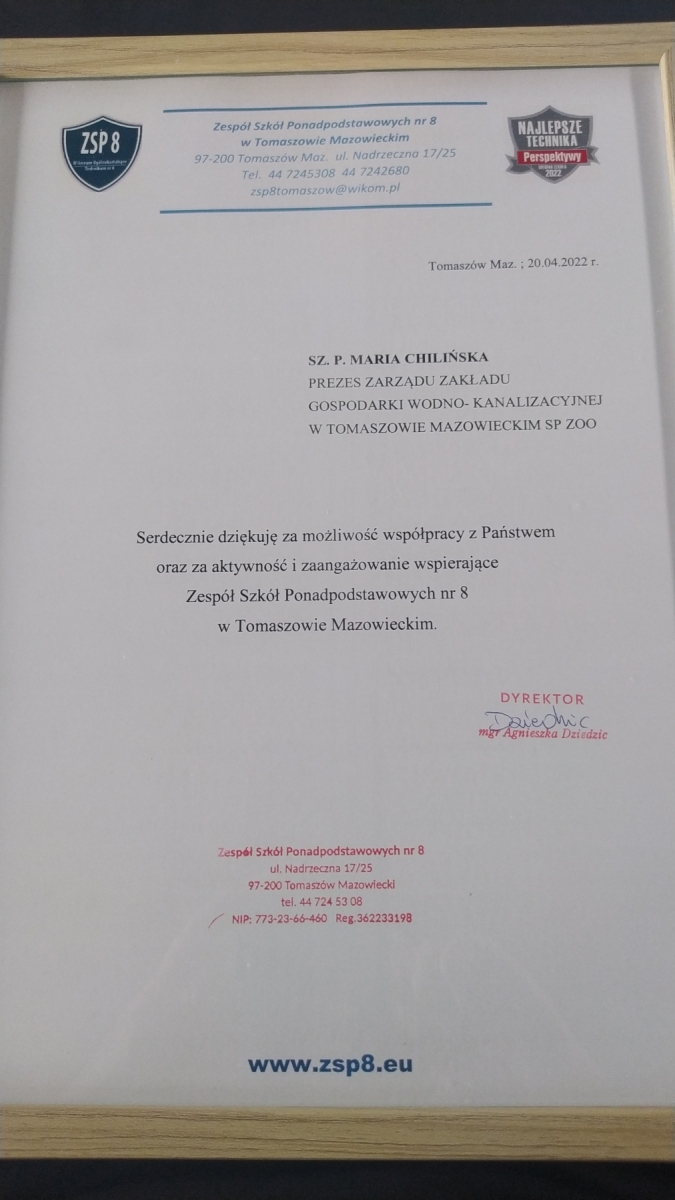 ZSP 8
Zespół Szkół Ponadpodstawowych nr 8
w Tomaszowie Mazowieckim
97-200 Tomaszów Maz. ul. Nadrzeczna 17/25
Tel. 44 7245308 44 7242680
zsp8tomaszow@wikom.pl
NAJLEPSZE
TECHNIKA
Perspektywy
2022
Tomaszów Maz. ; 20.04.2022 r.
SZ. P. MARIA CHILIŃSKA
PREZES ZARZĄDU ZAKŁADU
GOSPODARKI WODNO- KANALIZACYJNEJ
W TOMASZOWIE MAZOWIECKIM SP ZOO
Serdecznie dziękuję za możliwość współpracy z Państwem
oraz za aktywność i zaangażowanie wspierające
Zespół Szkół Ponadpodstawowych nr 8
w Tomaszowie Mazowieckim.
DYREKTOR
Dziedzic
mgr Agnieszka Dziedzic
Zespół Szkół Ponadpodstawowych nr 8
ul. Nadrzeczna 17/25
97-200 Tomaszów Mazowiecki
tel. 44 724 53 08
NIP: 773-23-66-460 Reg.362233198
www.zsp8.eu